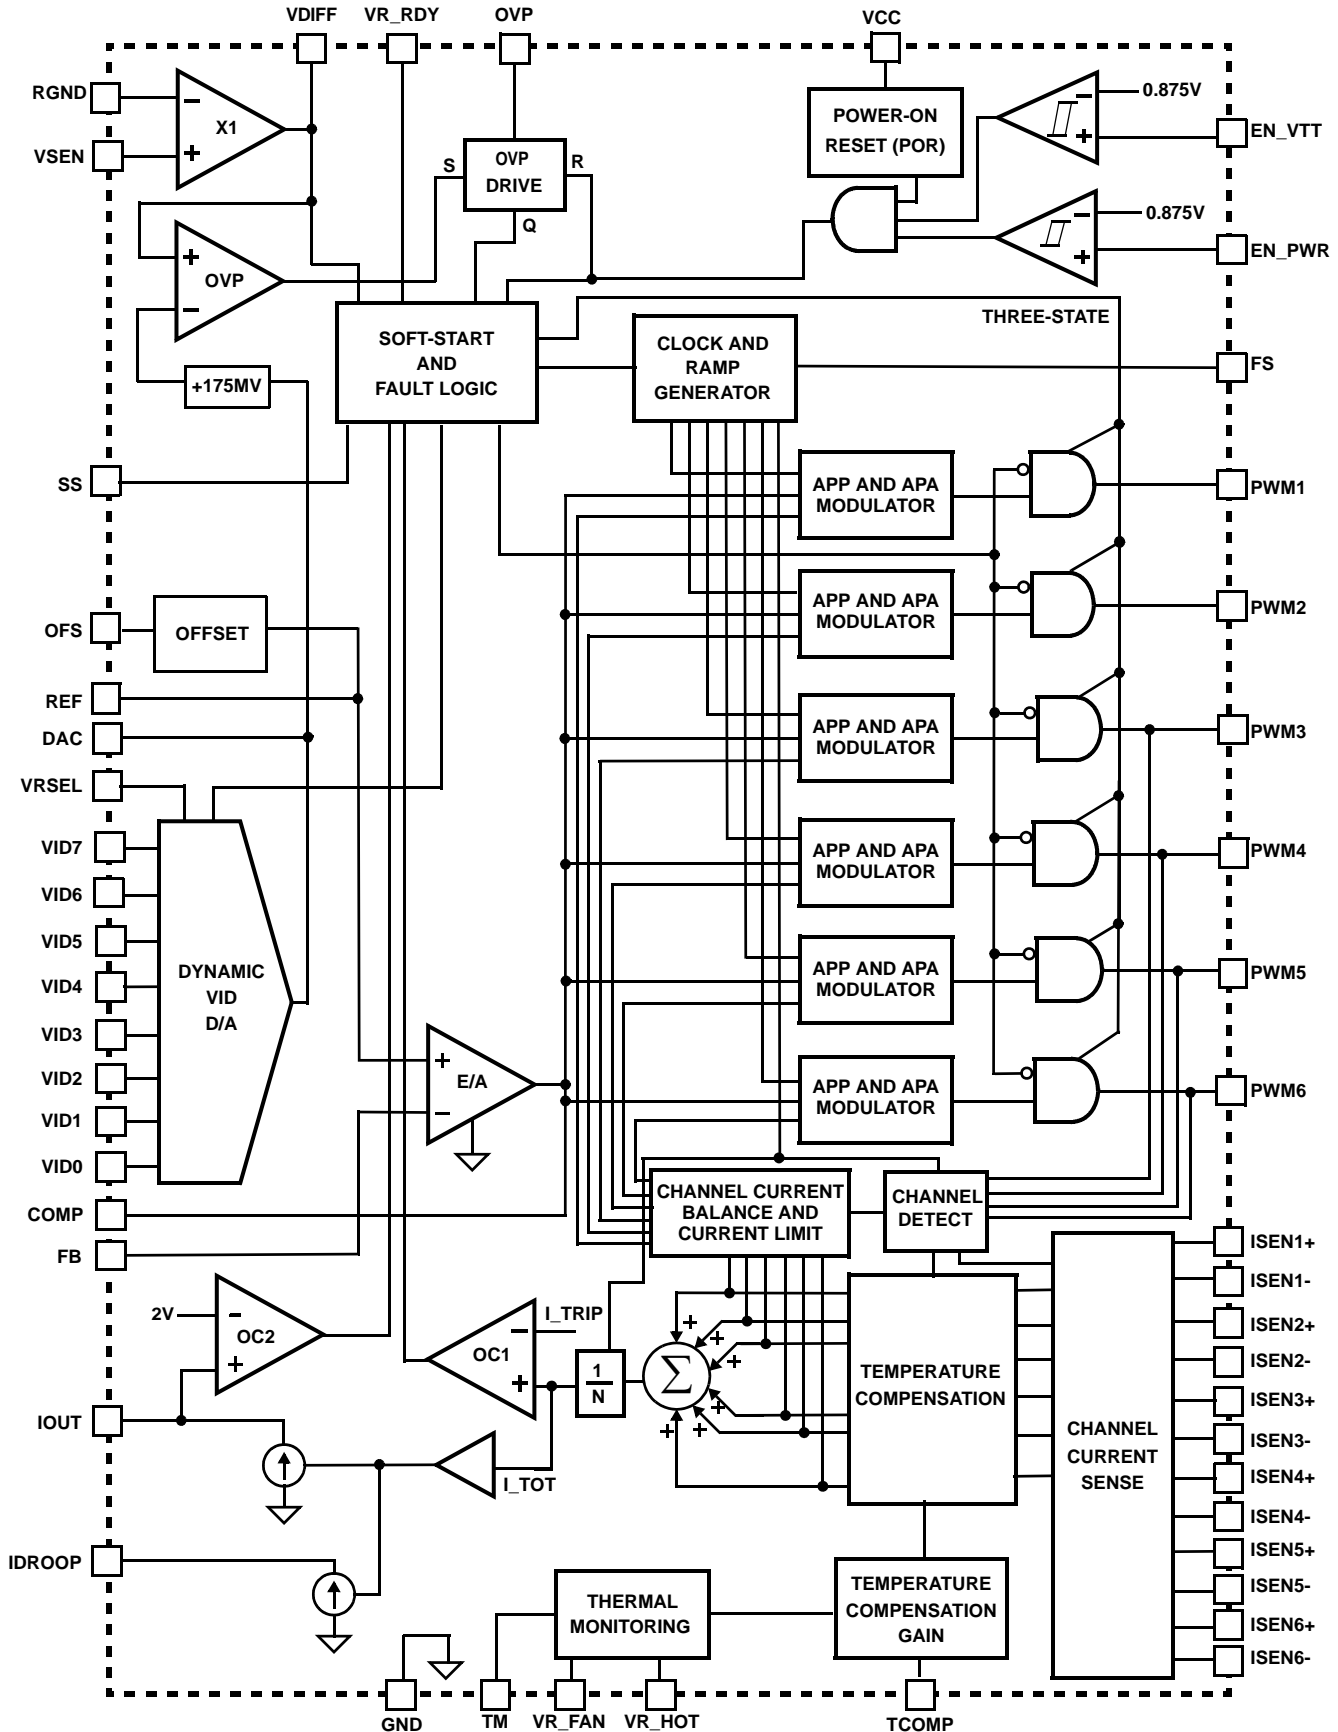 VDIFF
VR_RDY
OVP
VCC
RGND
−
X1
VSEN
+
POWER-ON
RESET (POR)
−
0.875V
+
EN_VTT
S
OVP
DRIVE
R
Q
−
0.875V
+
EN_PWR
+
OVP
−
+175MV
SOFT-START
AND
FAULT LOGIC
CLOCK AND
RAMP
GENERATOR
THREE-STATE
FS
SS
APP AND APA
MODULATOR
PWM1
APP AND APA
MODULATOR
PWM2
OFS
OFFSET
REF
DAC
APP AND APA
MODULATOR
PWM3
VRSEL
VID7
VID6
VID5
VID4
VID3
VID2
VID1
VID0
DYNAMIC
VID
D/A
APP AND APA
MODULATOR
PWM4
APP AND APA
MODULATOR
PWM5
+
E/A
−
APP AND APA
MODULATOR
PWM6
COMP
FB
CHANNEL CURRENT
BALANCE AND
CURRENT LIMIT
CHANNEL
DETECT
2V
−
OC2
+
I_TRIP
−
OC1
+
1
N
Σ
+
+
+
+
+
+
TEMPERATURE
COMPENSATION
CHANNEL
CURRENT
SENSE
ISEN1+
ISEN1-
ISEN2+
ISEN2-
ISEN3+
ISEN3-
ISEN4+
ISEN4-
ISEN5+
ISEN5-
ISEN6+
ISEN6-
IOUT
I_TOT
IDROOP
THERMAL
MONITORING
TEMPERATURE
COMPENSATION
GAIN
GND
TM
VR_FAN
VR_HOT
TCOMP